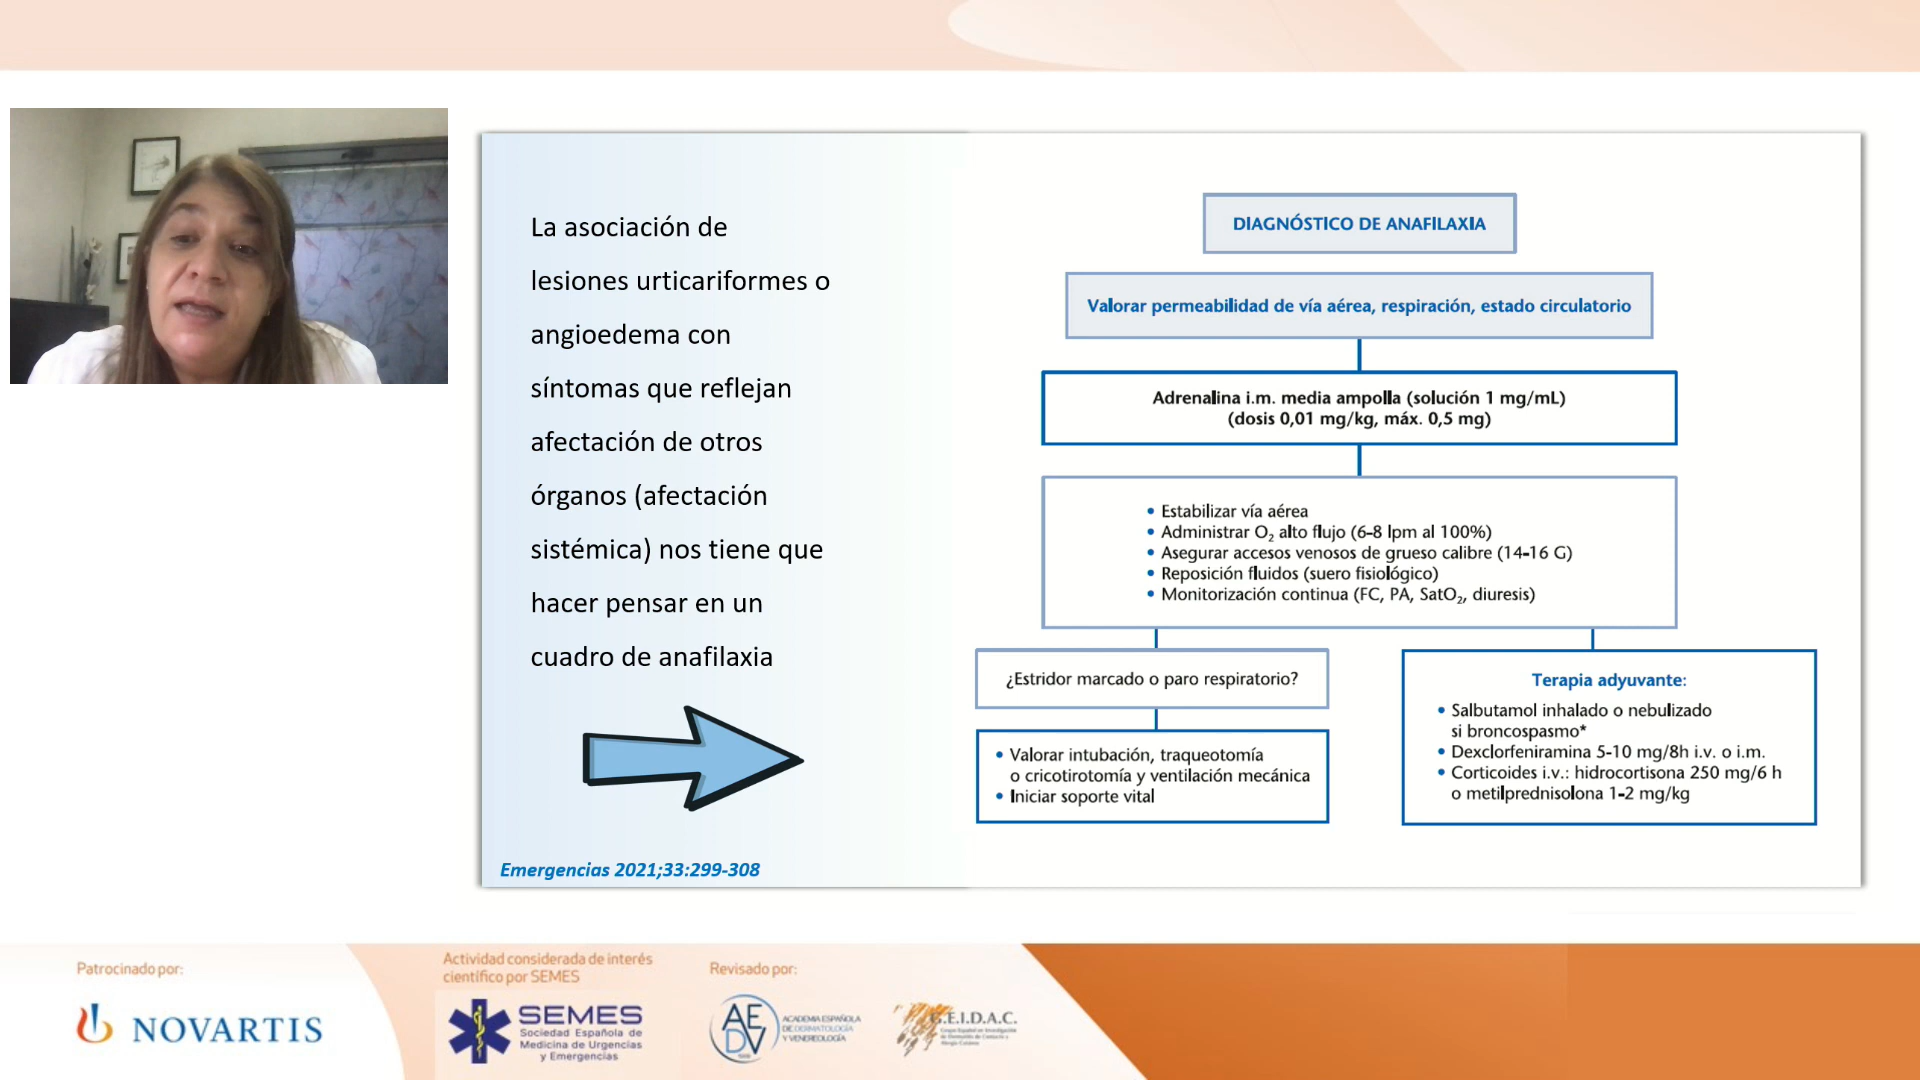 La asociación de
lesiones urticariformes o
angioedema con
síntomas que reflejan
afectación de otros
órganos (afectación
sistémica) nos tiene que
hacer pensar en un
cuadro de anafilaxia
Emergencias 2021;33:299-308
DIAGNÓSTICO DE ANAFILAXIA
Valorar permeabilidad de vía aérea, respiración, estado circulatorio
Adrenalina i.m. media ampolla (solución 1 mg/mL)
(dosis 0,01 mg/kg, máx. 0,5 mg)
• Estabilizar vía aérea
• Administrar O₂ alto flujo (6-8 lpm al 100%)
• Asegurar accesos venosos de grueso calibre (14-16 G)
• Reposición fluidos (suero fisiológico)
• Monitorización continua (FC, PA, SatO₂, diuresis)
¿Estridor marcado o paro respiratorio?
• Valorar intubación, traqueotomía
o cricotirotomía y ventilación mecánica
• Iniciar soporte vital
Terapia adyuvante:
• Salbutamol inhalado o nebulizado
si broncospasmo*
• Dexclorfeniramina 5-10 mg/8h i.v. o i.m.
• Corticoides i.v.: hidrocortisona 250 mg/6 h
o metilprednisolona 1-2 mg/kg
Patrocinado por:
NOVARTIS
Actividad considerada de interés
científico por SEMES
SEMES
Sociedad Española de
Medicina de Urgencias
y Emergencias
Revisado por:
AEDV
ACADEMIA ESPAÑOLA
DE DERMATOLOGÍA
Y VENEREOLOGÍA
G.E.I.D.A.C.